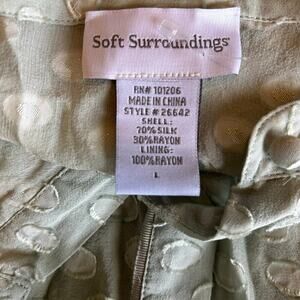 Soft Surroundings
RN# 101206
MADE IN CHINA
STYLE # 26642
SHELL:
70% SILK
30% RAYON
LINING:
100% RAYON
L